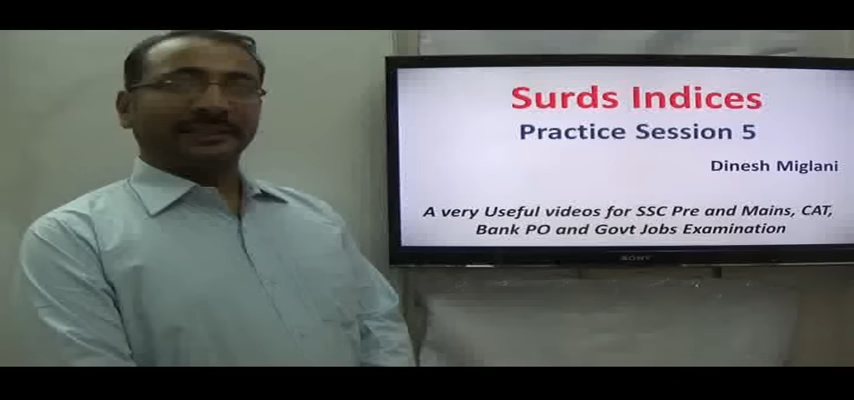 Surds Indices
Practice Session 5
Dinesh Miglani
A very Useful videos for SSC Pre and Mains, CAT,
Bank PO and Govt Jobs Examination
SONY